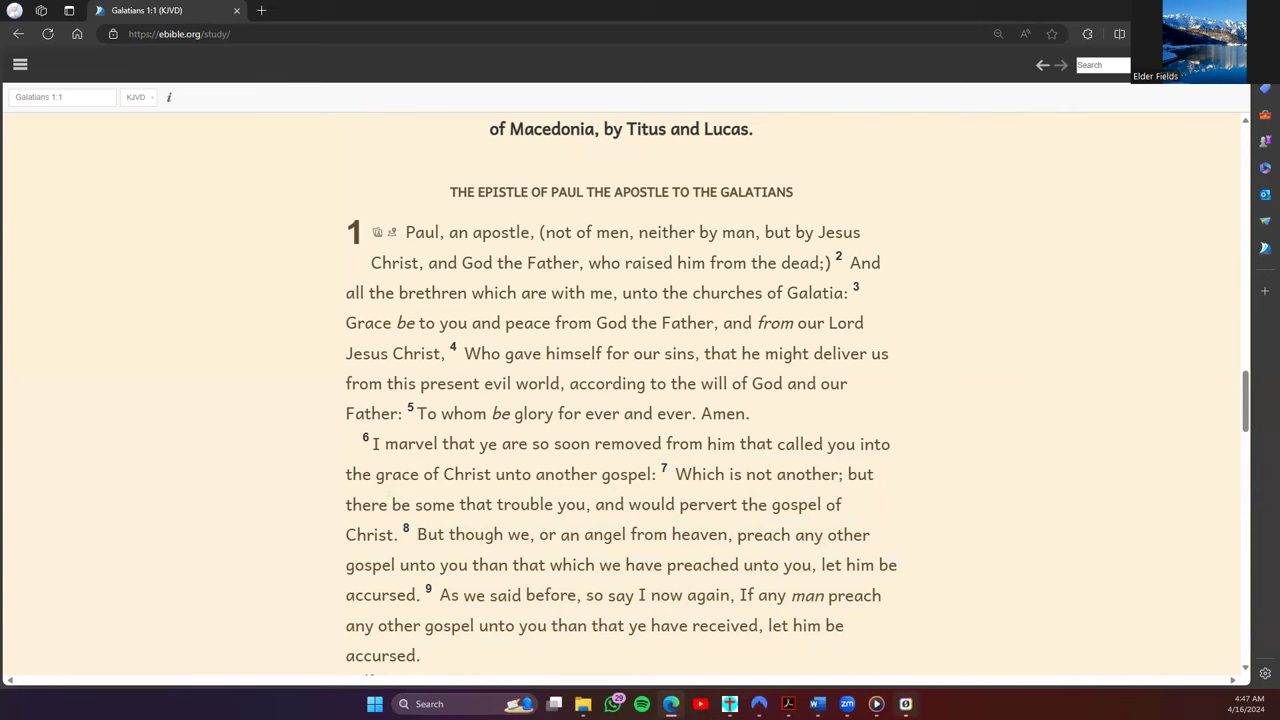 Galatians 1:1 (KJVD)
https://ebible.org/study/
Elder Fields
Search
Galatians 1:1
KJVD
i
of Macedonia, by Titus and Lucas.
THE EPISTLE OF PAUL THE APOSTLE TO THE GALATIANS
1 Paul, an apostle, (not of men, neither by man, but by Jesus
Christ, and God the Father, who raised him from the dead;) 2 And
all the brethren which are with me, unto the churches of Galatia: 3
Grace be to you and peace from God the Father, and from our Lord
Jesus Christ, 4 Who gave himself for our sins, that he might deliver us
from this present evil world, according to the will of God and our
Father: 5 To whom be glory for ever and ever. Amen.
6 I marvel that ye are so soon removed from him that called you into
the grace of Christ unto another gospel: 7 Which is not another; but
there be some that trouble you, and would pervert the gospel of
Christ. 8 But though we, or an angel from heaven, preach any other
gospel unto you than that which we have preached unto you, let him be
accursed. 9 As we said before, so say I now again, If any man preach
any other gospel unto you than that ye have received, let him be
accursed.
Search
29
zm
4:47 AM
4/16/2024